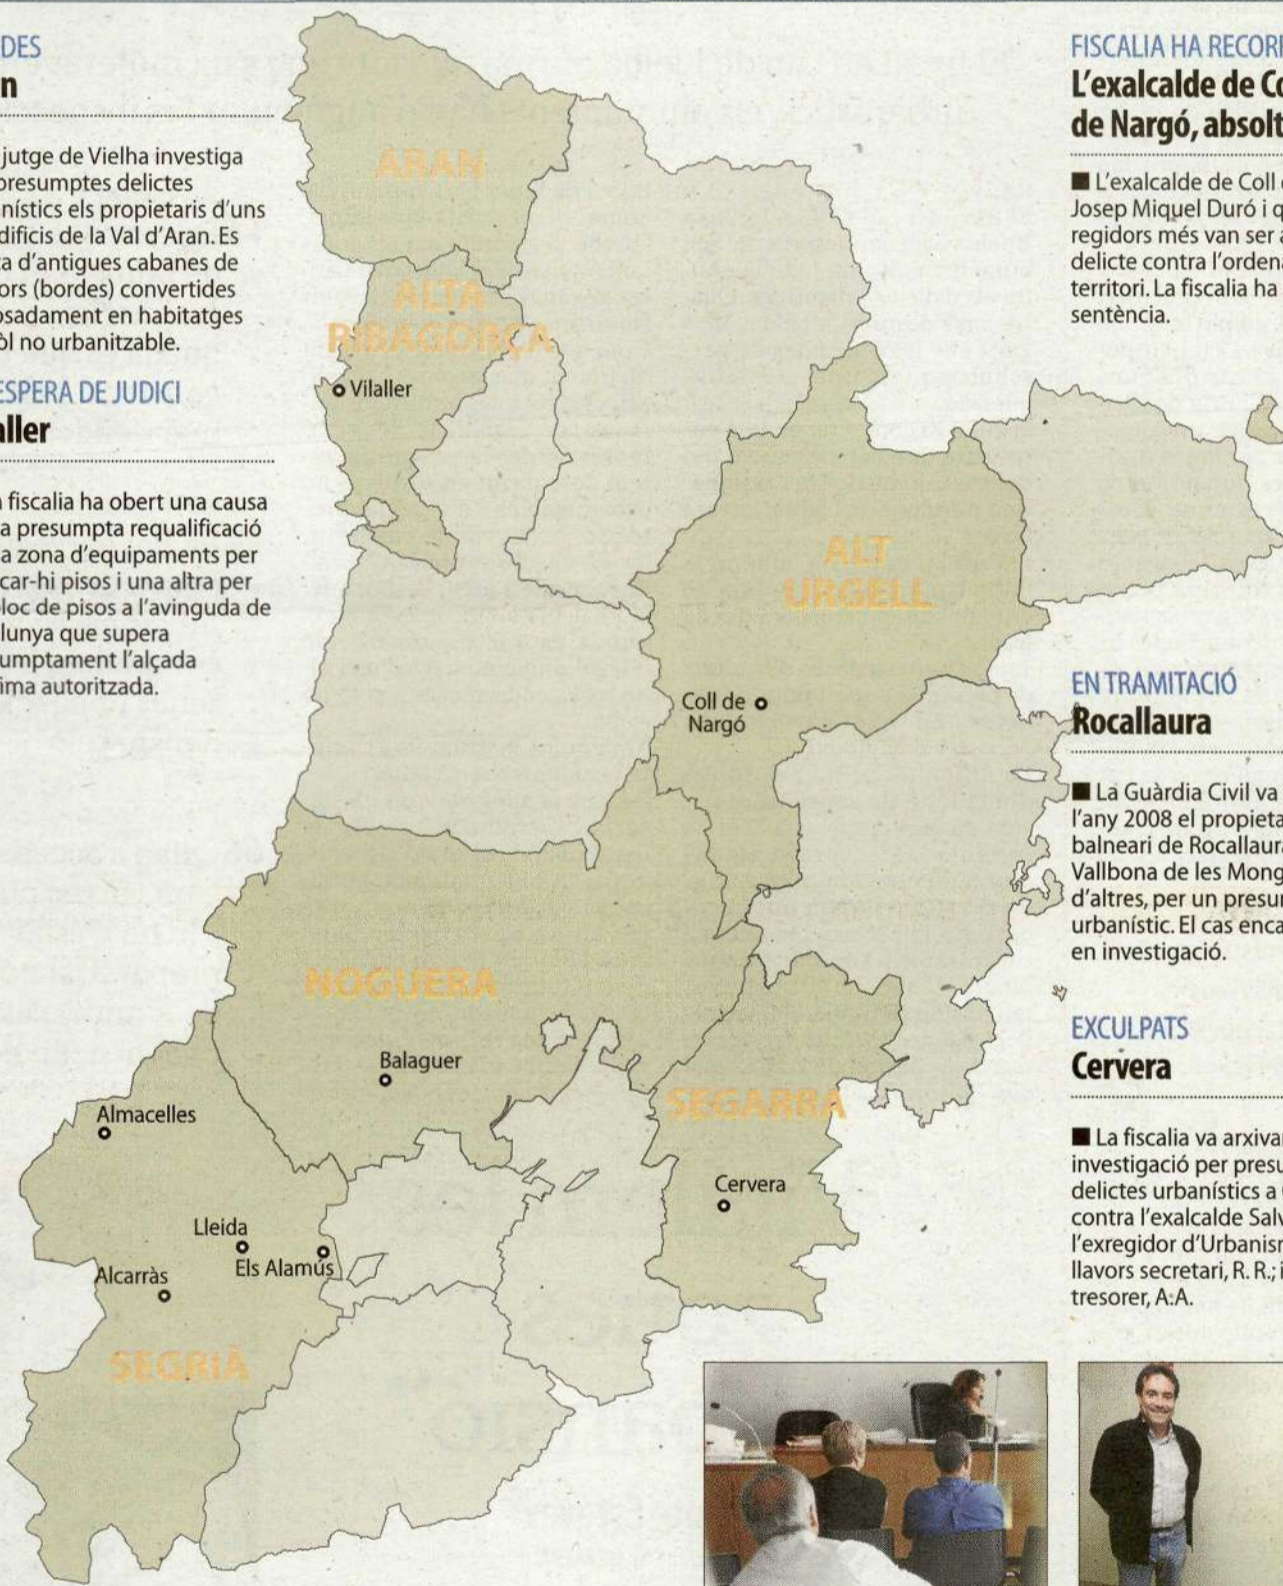 DES
n
jutge de Vielha investiga
presumptes delictes
nístics els propietaris d'uns
dificis de la Val d'Aran. Es
a d'antigues cabanes de
ors (bordes) convertides
osadament en habitatges
òl no urbanitzable.
ESPERA DE JUDICI
aller
fiscalia ha obert una causa
a presumpta requalificació
a zona d'equipaments per
car-hi pisos i una altra per
loc de pisos a l'avinguda de
lunya que supera
umptament l'alçada
ima autoritzada.
ARAN
ALTA
RIBAGORÇA
Vilaller
ALT
URGELL
Coll de
Nargó
NOGUERA
Balaguer
Almacelles
SEGARRA
Cervera
Lleida
Els Alamús
Alcarràs
SEGRIÀ
FISCALIA HA RECORR
L'exalcalde de Co
de Nargó, absolt
■ L'exalcalde de Coll
Josep Miquel Duró i q
regidors més van ser a
delicte contra l'ordena
territori. La fiscalia ha
sentència.
EN TRAMITACIÓ
Rocallaura
■ La Guàrdia Civil va
l'any 2008 el propieta
balneari de Rocallaura
Vallbona de les Mong
d'altres, per un presu
urbanístic. El cas enca
en investigació.
EXCULPATS
Cervera
■ La fiscalia va arxivar
investigació per presu
delictes urbanístics a
contra l'exalcalde Salv
l'exregidor d'Urbanism
llavors secretari, R. R.; i
tresorer, A.A.